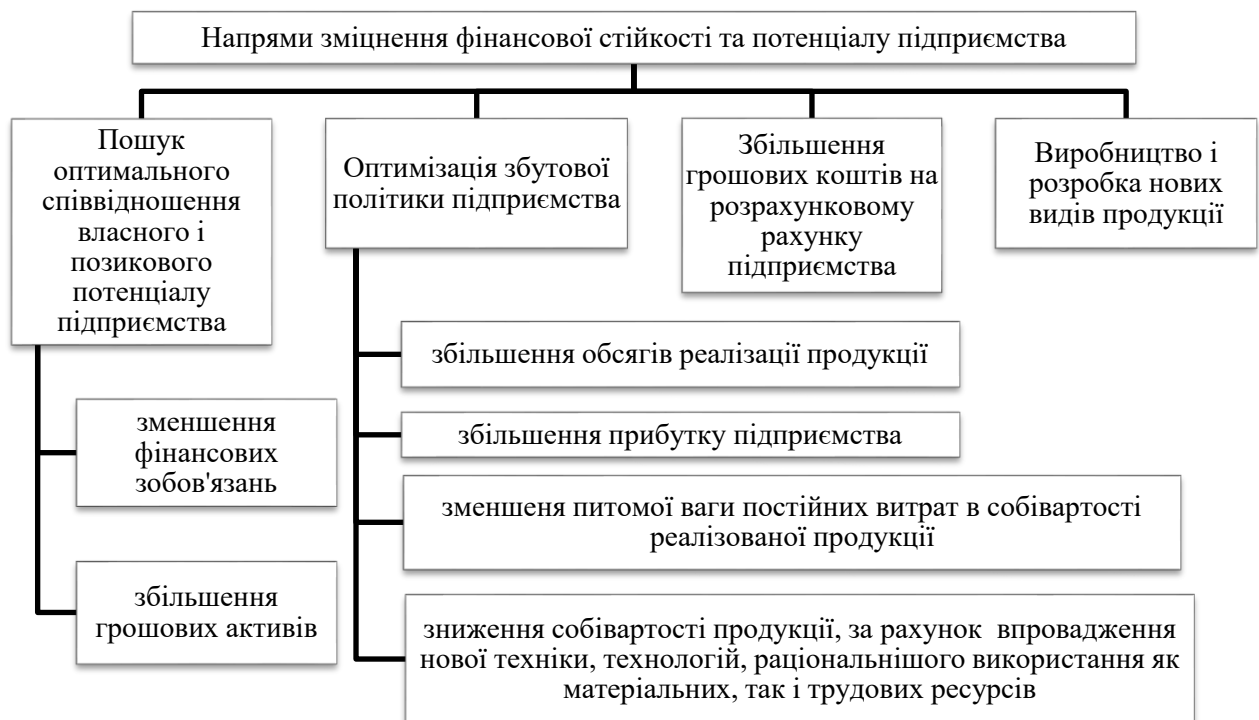 Напрями зміцнення фінансової стійкості та потенціалу підприємства
Пошук
оптимального
співвідношення
власного і
позикового
потенціалу
підприємства
Оптимізація збутової
політики підприємства
Збільшення
грошових коштів на
розрахунковому
рахунку
підприємства
Виробництво і
розробка нових
видів продукції
зменшення
фінансових
зобов'язань
збільшення
грошових активів
збільшення обсягів реалізації продукції
збільшення прибутку підприємства
зменшеня питомої ваги постійних витрат в собівартості
реалізованої продукції
зниження собівартості продукції, за рахунок впровадження
нової техніки, технологій, раціональнішого використання як
матеріальних, так і трудових ресурсів